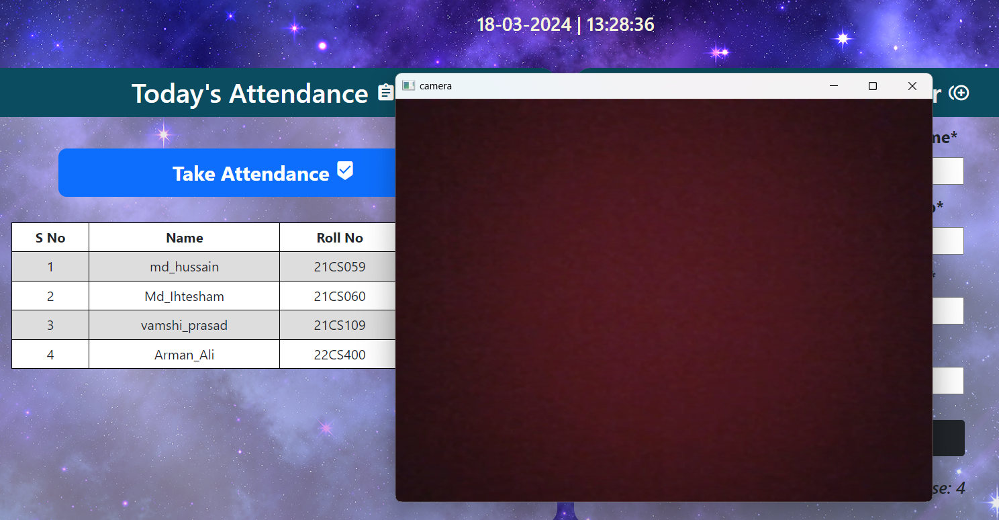 18-03-2024 | 13:28:36
Today's Attendance
camera
Take Attendance
S No Name Roll No
1 md_hussain 21CS059
2 Md_Ihtesham 21CS060
3 vamshi_prasad 21CS109
4 Arman_Ali 22CS400
r
me*
*
*
se: 4